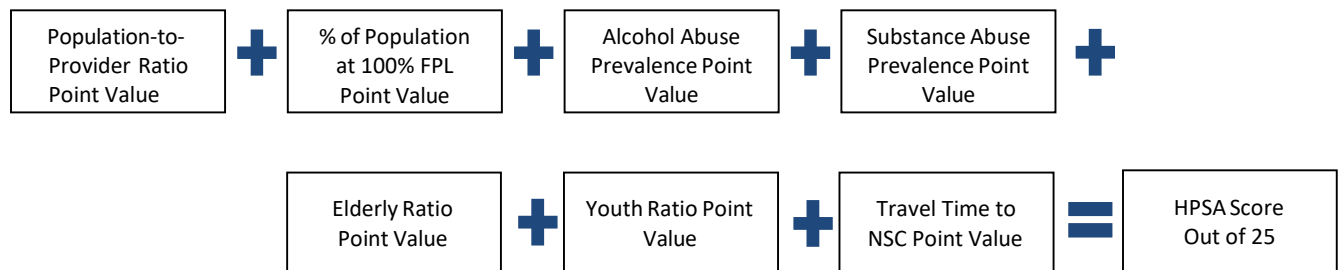 Population-to-
Provider Ratio
Point Value
% of Population
at 100% FPL
Point Value
Alcohol Abuse
Prevalence Point
Value
Substance Abuse
Prevalence Point
Value
Elderly Ratio
Point Value
Youth Ratio Point
Value
Travel Time to
NSC Point Value
HPSA Score
Out of 25